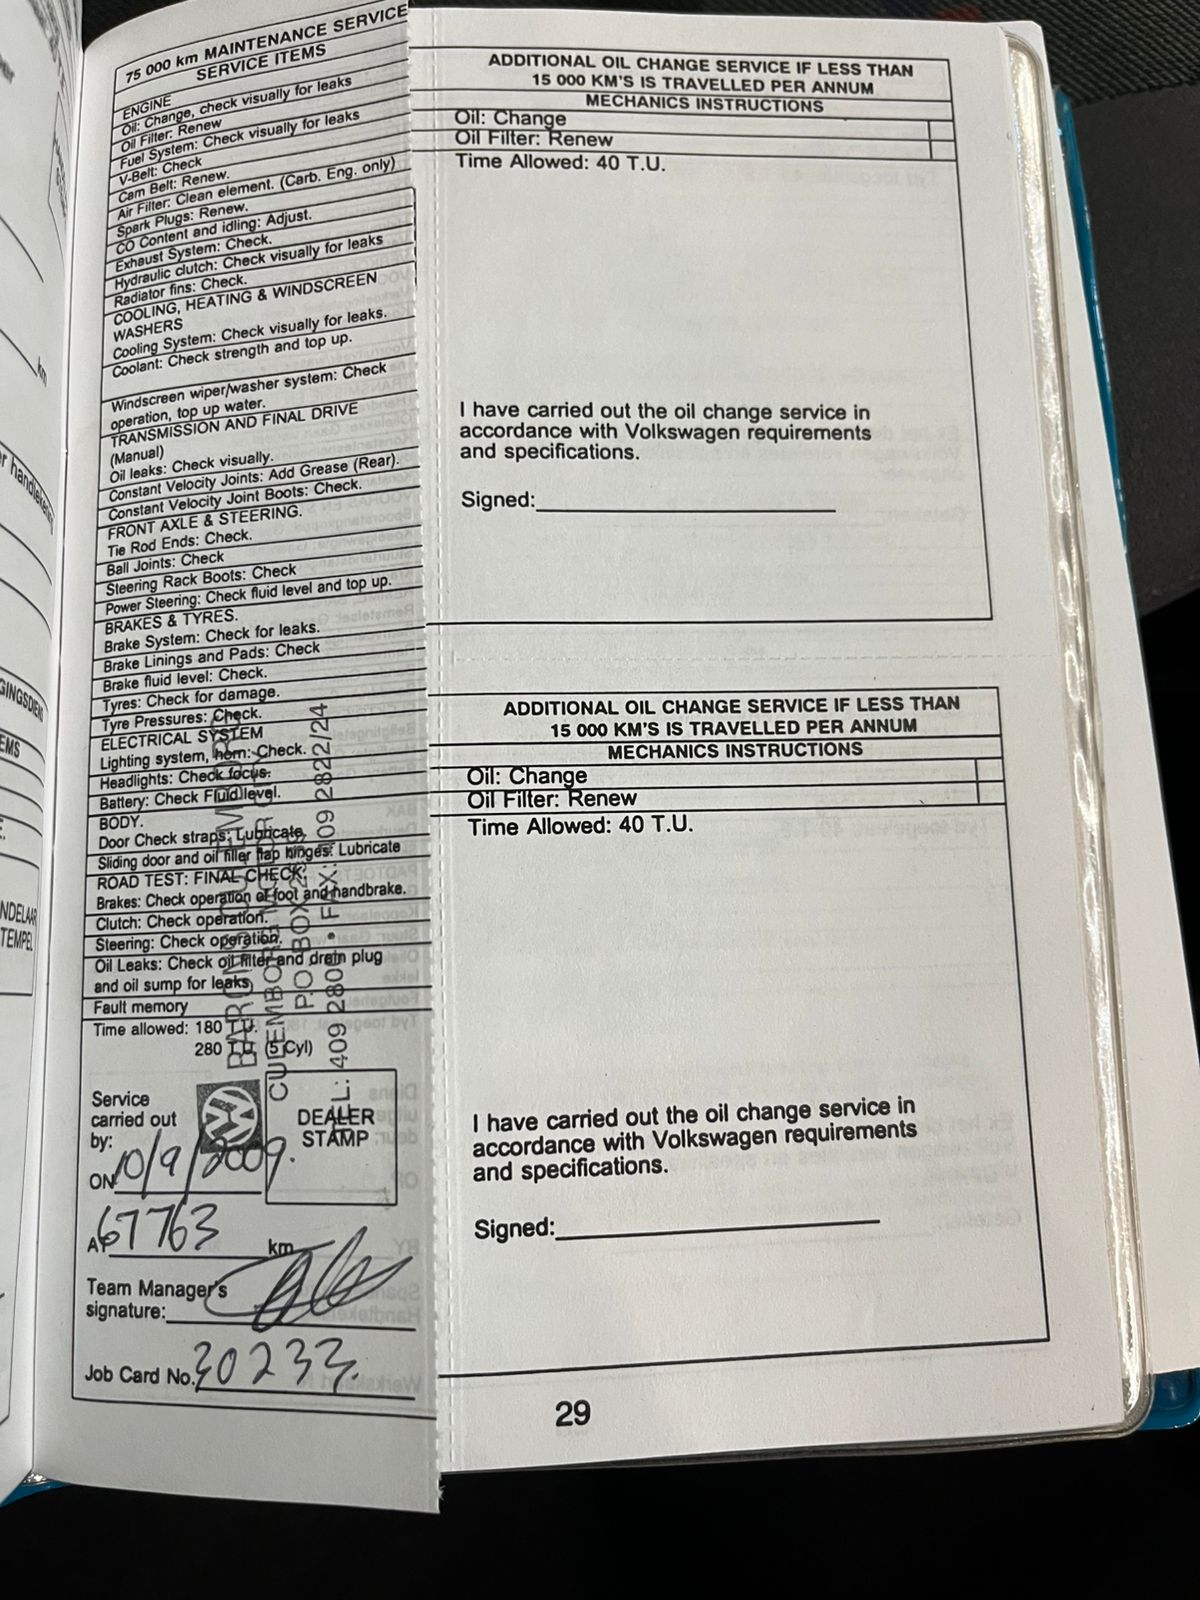 75 000 km MAINTENANCE SERVICE
SERVICE ITEMS
ENGINE
Oil: Change, check visually for leaks
Oil Filter: Renew
Fuel System: Check visually for leaks
V-Belt: Check
Cam Belt: Renew.
Air Filter: Clean element. (Carb. Eng. only)
Spark Plugs: Renew.
CO Content and idling: Adjust.
Exhaust System: Check.
Hydraulic clutch: Check visually for leaks
Radiator fins: Check.
COOLING, HEATING & WINDSCREEN
WASHERS
Cooling System: Check visually for leaks.
Coolant: Check strength and top up.
Windscreen wiper/washer system: Check
operation, top up water.
TRANSMISSION AND FINAL DRIVE
(Manual)
Oil leaks: Check visually.
Constant Velocity Joints: Add Grease (Rear).
Constant Velocity Joint Boots: Check.
FRONT AXLE & STEERING.
Tie Rod Ends: Check.
Ball Joints: Check
Steering Rack Boots: Check
Power Steering: Check fluid level and top up.
BRAKES & TYRES.
Brake System: Check for leaks.
Brake Linings and Pads: Check
Brake fluid level: Check.
Tyres: Check for damage.
Tyre Pressures: Check.
ELECTRICAL SYSTEM
Lighting system, horn: Check.
Headlights: Check focus.
Battery: Check Fluid level.
BODY.
Door Check straps: Lubricate.
Sliding door and oil filler flap hinges: Lubricate
ROAD TEST: FINAL CHECK.
Brakes: Check operation of foot and handbrake.
Clutch: Check operation.
Steering: Check operation.
Oil Leaks: Check oil filter and drain plug
and oil sump for leaks
Fault memory
Time allowed: 180 T.U.
280 T.U. (5 Cyl)
Service
carried out
by:
DEALER
STAMP
ON 10/9/2009.
AT 67763 km
Team Manager's
signature:
Job Card No. 30233.
P.O BOX
TEL: 409 280 • FAX: 409 2822/24
ADDITIONAL OIL CHANGE SERVICE IF LESS THAN
15 000 KM'S IS TRAVELLED PER ANNUM
MECHANICS INSTRUCTIONS
Oil: Change
Oil Filter: Renew
Time Allowed: 40 T.U.
I have carried out the oil change service in
accordance with Volkswagen requirements
and specifications.
Signed:
ADDITIONAL OIL CHANGE SERVICE IF LESS THAN
15 000 KM'S IS TRAVELLED PER ANNUM
MECHANICS INSTRUCTIONS
Oil: Change
Oil Filter: Renew
Time Allowed: 40 T.U.
I have carried out the oil change service in
accordance with Volkswagen requirements
and specifications.
Signed:
29